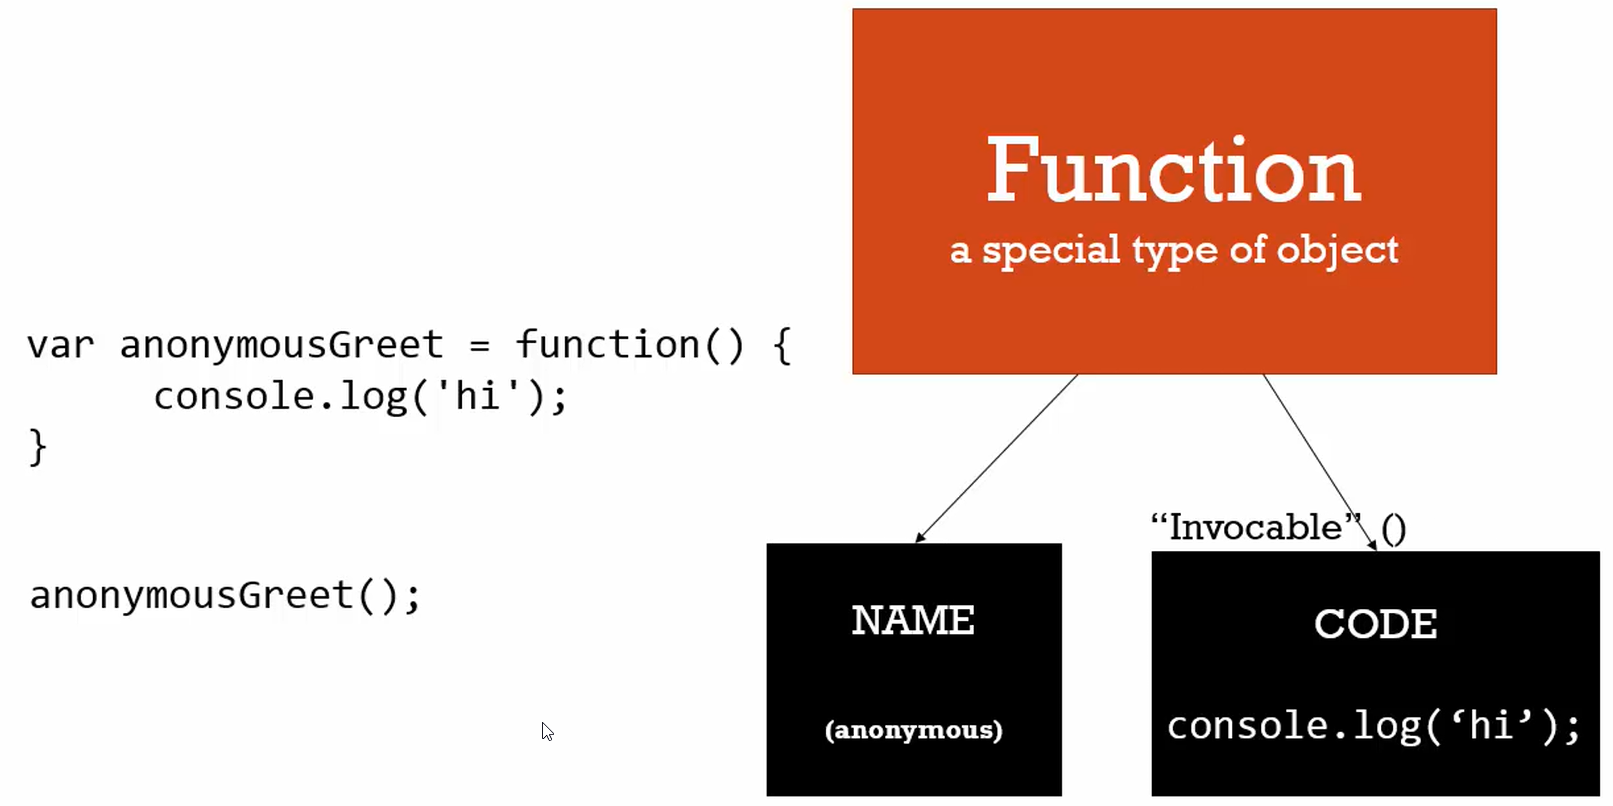 var anonymousGreet = function() {
console.log('hi');
}
anonymousGreet();
Function
a special type of object
“Invocable” ()
NAME
(anonymous)
CODE
console.log(‘hi’);